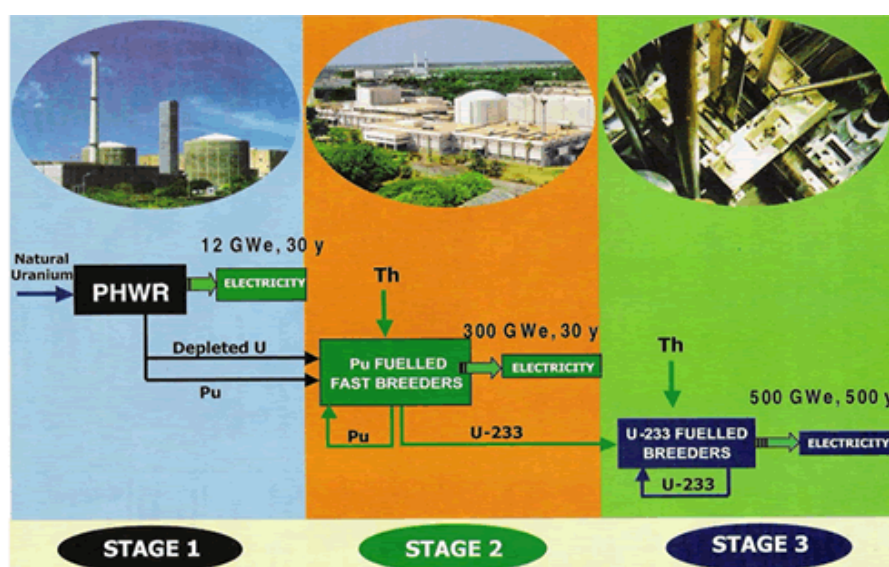 12 GWe, 30 y
Natural
Uranium
PHWR
ELECTRICITY
Th
Depleted U
Pu
300 GWe, 30 y
Pu FUELLED
FAST BREEDERS
ELECTRICITY
Pu
U-233
Th
500 GWe, 500 y
U-233 FUELLED
BREEDERS
ELECTRICITY
U-233
STAGE 1
STAGE 2
STAGE 3